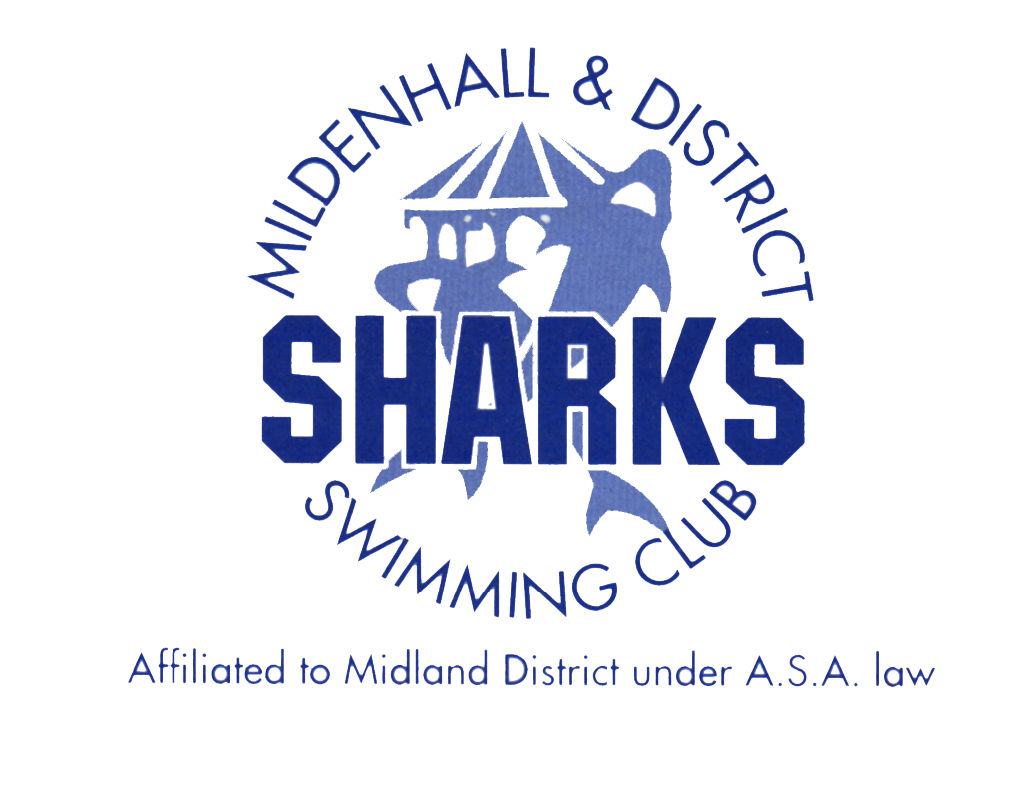 MILDENHALL & DISTRICT
SHARKS
SWIMMING CLUB
Affiliated to Midland District under A.S.A. law